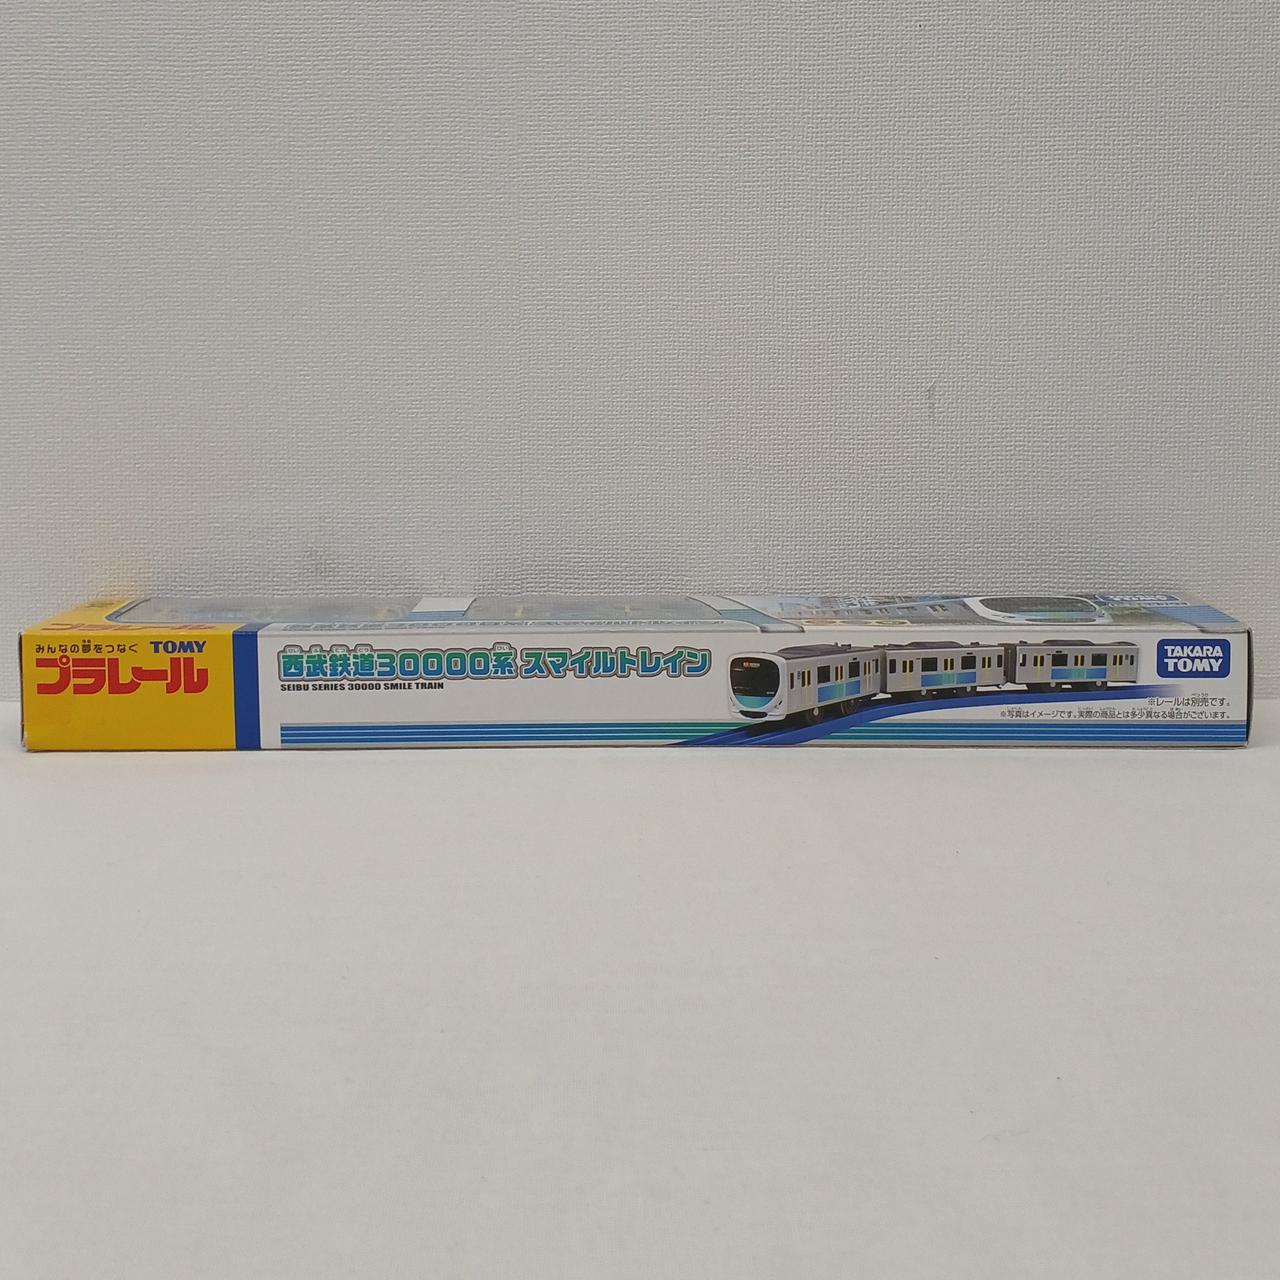 みんなの夢をつなぐ TOMY
プラレール
西武鉄道30000系 スマイルトレイン
SEIBU SERIES 30000 SMILE TRAIN
TAKARA
TOMY
※レールは別売です。
※写真はイメージです。実際の商品とは多少異なる場合がございます。